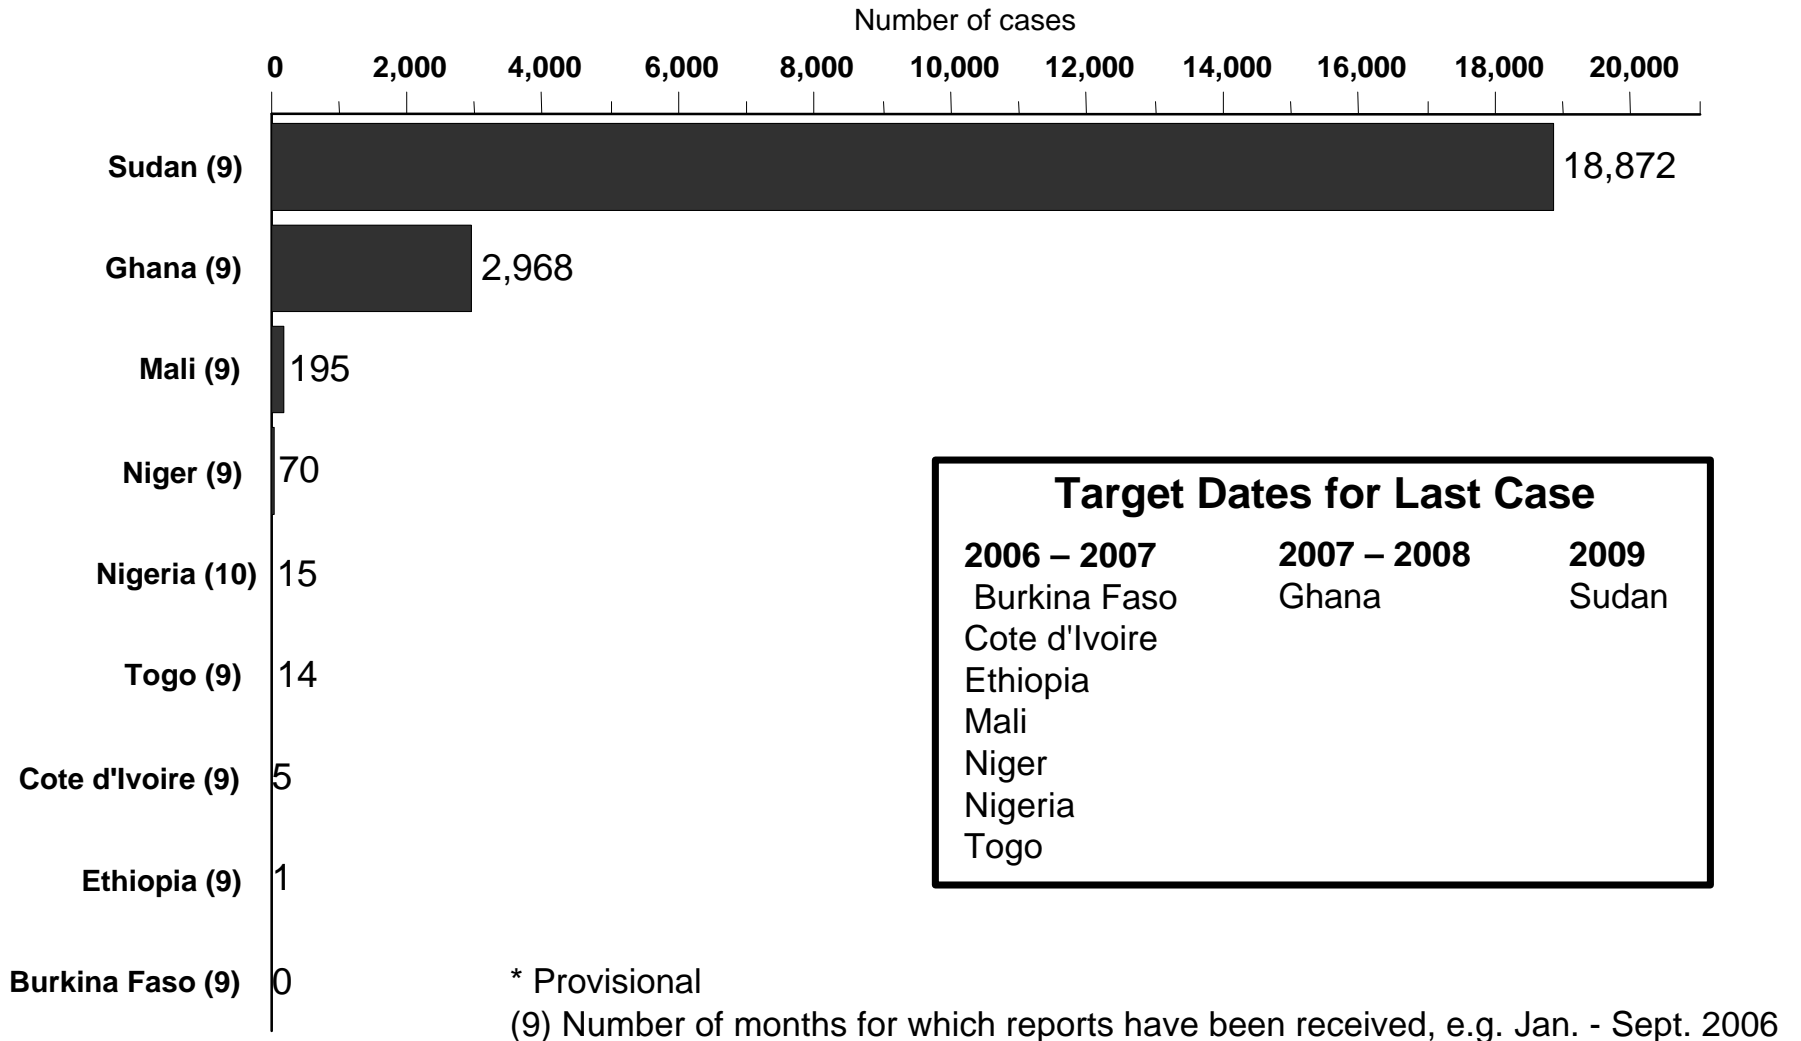 Number of cases
0 2,000 4,000 6,000 8,000 10,000 12,000 14,000 16,000 18,000 20,000
Sudan (9) 18,872
Ghana (9) 2,968
Mali (9) 195
Niger (9) 70
Nigeria (10) 15
Togo (9) 14
Cote d'Ivoire (9) 5
Ethiopia (9) 1
Burkina Faso (9) 0
Target Dates for Last Case
2006 – 2007 2007 – 2008 2009
Burkina Faso Ghana Sudan
Cote d'Ivoire
Ethiopia
Mali
Niger
Nigeria
Togo
* Provisional
(9) Number of months for which reports have been received, e.g. Jan. - Sept. 2006